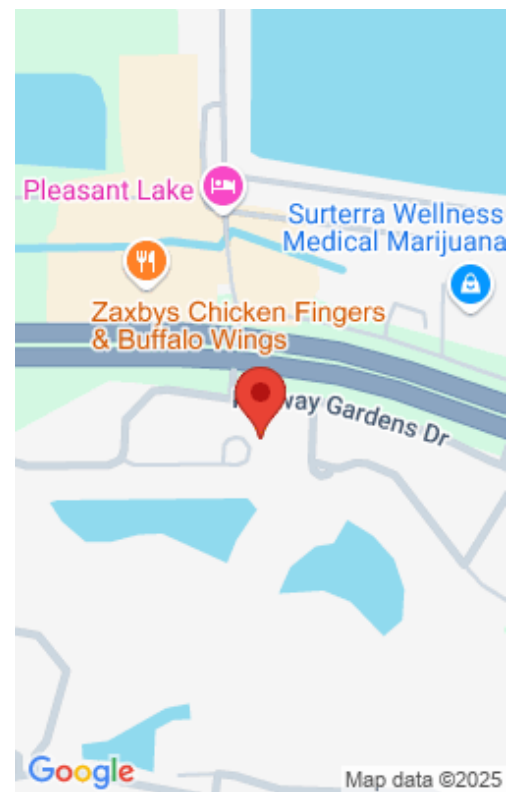 Pleasant Lake
Surterra Wellness
Medical Marijuana
Zaxbys Chicken Fingers
& Buffalo Wings
Gardens Dr
Google
Map data ©2025